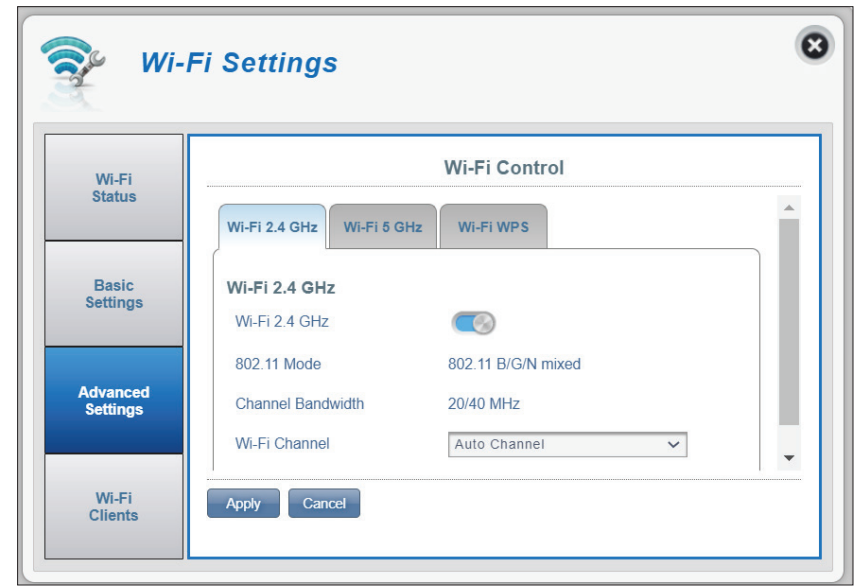 Wi-Fi Settings
Wi-Fi
Status
Basic
Settings
Advanced
Settings
Wi-Fi
Clients
Wi-Fi Control
Wi-Fi 2.4 GHz
Wi-Fi 5 GHz
Wi-Fi WPS
Wi-Fi 2.4 GHz
Wi-Fi 2.4 GHz
802.11 Mode 802.11 B/G/N mixed
Channel Bandwidth 20/40 MHz
Wi-Fi Channel Auto Channel
Apply Cancel